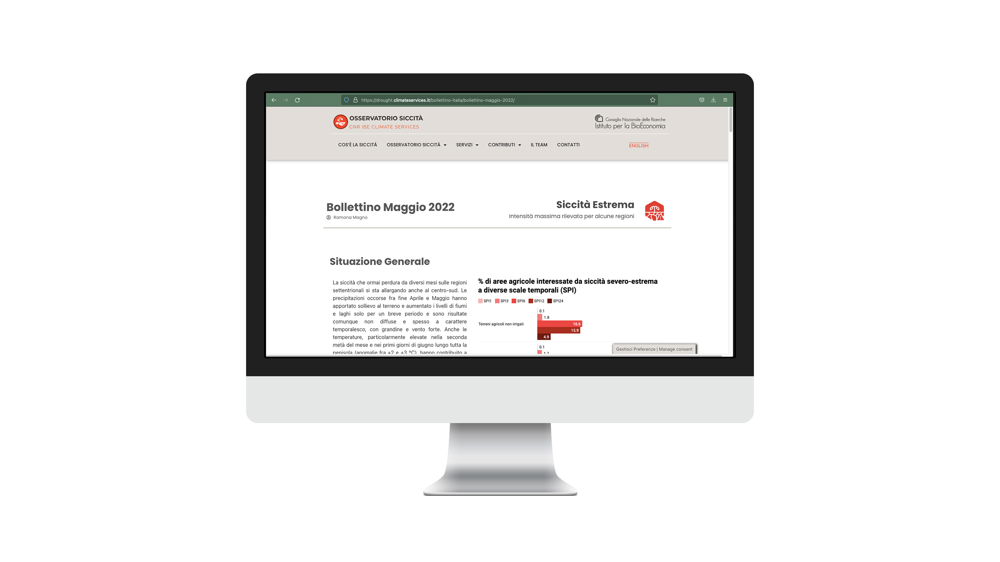 https://drought.climateservices.it/bollettino-italia/bollettino-maggio-2022/
OSSERVATORIO SICCITÀ
CNR IBE CLIMATE SERVICES
Consiglio Nazionale delle Ricerche
Istituto per la BioEconomia
COS'È LA SICCITÀ OSSERVATORIO SICCITÀ SERVIZI CONTRIBUTI IL TEAM CONTATTI ENGLISH
Bollettino Maggio 2022
Ramona Magno
Siccità Estrema
Intensità massima rilevata per alcune regioni
Situazione Generale
La siccità che ormai perdura da diversi mesi sulle regioni
settentrionali si sta allargando anche al centro-sud. Le
precipitazioni occorse fra fine Aprile e Maggio hanno
apportato sollievo al terreno e aumentato i livelli di fiumi
e laghi solo per un breve periodo e sono risultate
comunque non diffuse e spesso a carattere
temporalesco, con grandine e vento forte. Anche le
temperature, particolarmente elevate nella seconda
metà del mese e nei primi giorni di giugno lungo tutta la
penisola (anomalie fra +2 e +3 °C), hanno contribuito a
% di aree agricole interessate da siccità severo-estrema
a diverse scale temporali (SPI)
SPI1 SPI3 SPI6 SPI12 SPI24
0.1
1.8
Terreni agricoli non irrigati 16.6
15.9
4.9
0.1
1.7
Gestisci Preferenze | Manage consent